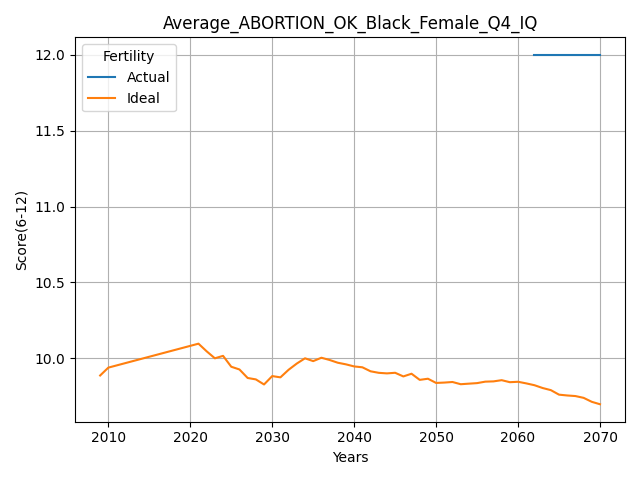 Average_ABORTION_OK_Black_Female_Q4_IQ
Fertility
Actual
Ideal
Score(6-12)
12.0
11.5
11.0
10.5
10.0
2010 2020 2030 2040 2050 2060 2070
Years